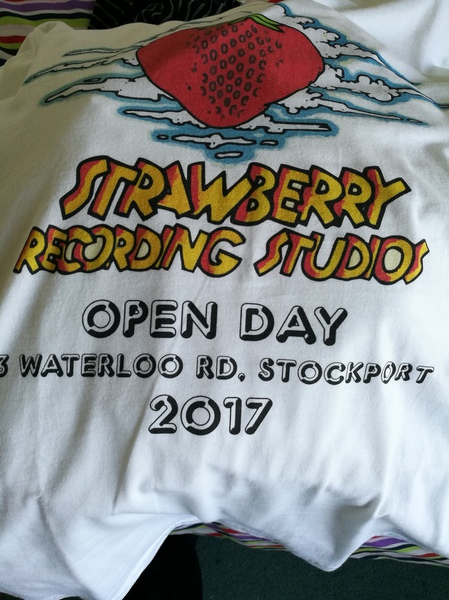 STRAWBERRY
RECORDING STUDIOS
OPEN DAY
3 WATERLOO RD, STOCKPORT
2017